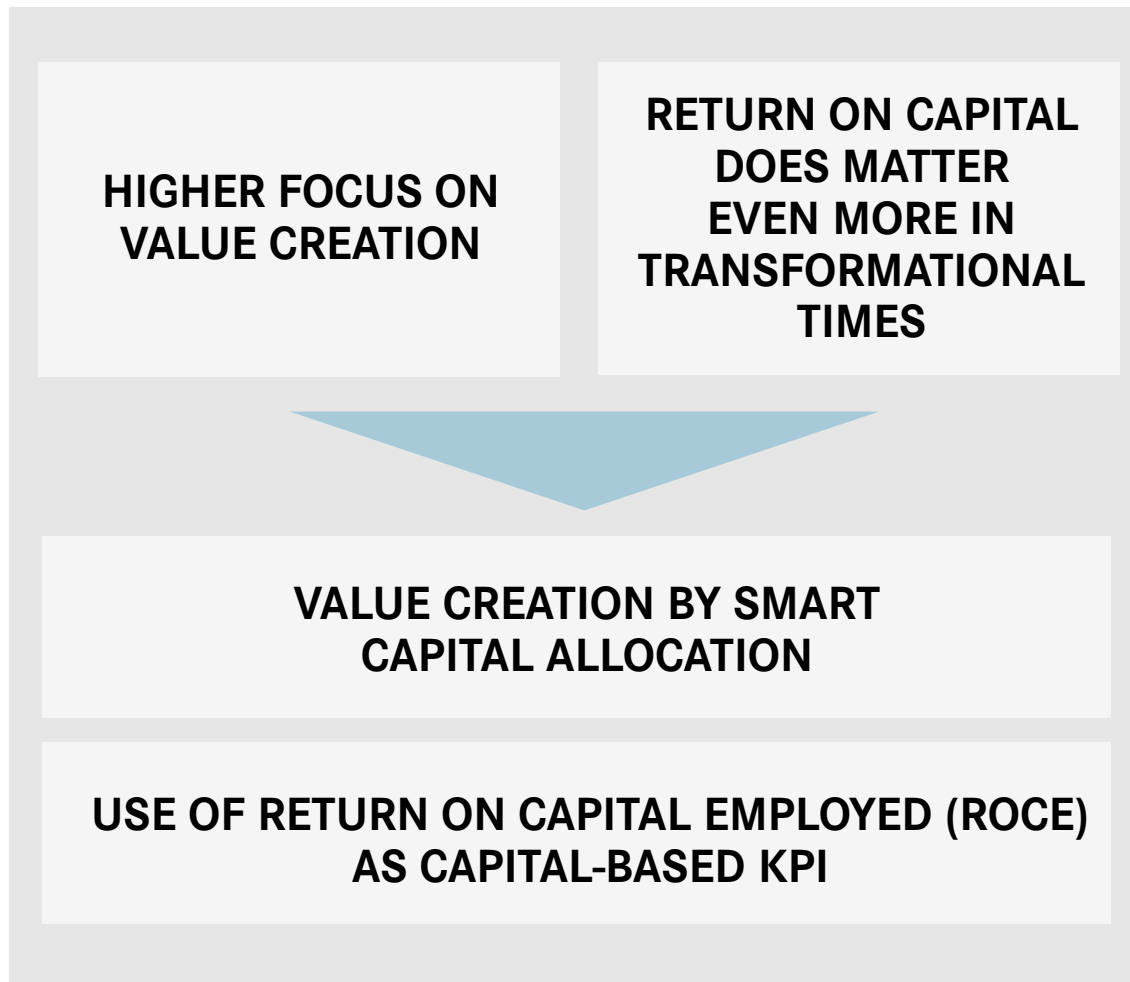 HIGHER FOCUS ON
VALUE CREATION
RETURN ON CAPITAL
DOES MATTER
EVEN MORE IN
TRANSFORMATIONAL
TIMES
VALUE CREATION BY SMART
CAPITAL ALLOCATION
USE OF RETURN ON CAPITAL EMPLOYED (ROCE)
AS CAPITAL-BASED KPI